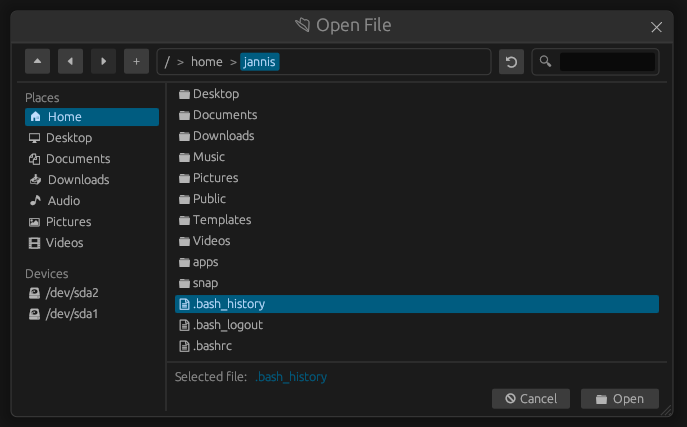 Open File
/ > home > jannis
Places
Home
Desktop
Documents
Downloads
Audio
Pictures
Videos
Devices
/dev/sda2
/dev/sda1
Desktop
Documents
Downloads
Music
Pictures
Public
Templates
Videos
apps
snap
.bash_history
.bash_logout
.bashrc
Selected file: .bash_history
Cancel
Open